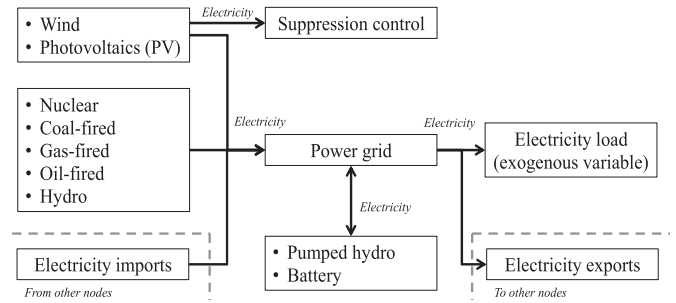 • Wind
• Photovoltaics (PV)
Electricity
Suppression control
• Nuclear
• Coal-fired
• Gas-fired
• Oil-fired
• Hydro
Electricity
Power grid
Electricity
Electricity load
(exogenous variable)
Electricity
• Pumped hydro
• Battery
Electricity imports
From other nodes
Electricity exports
To other nodes